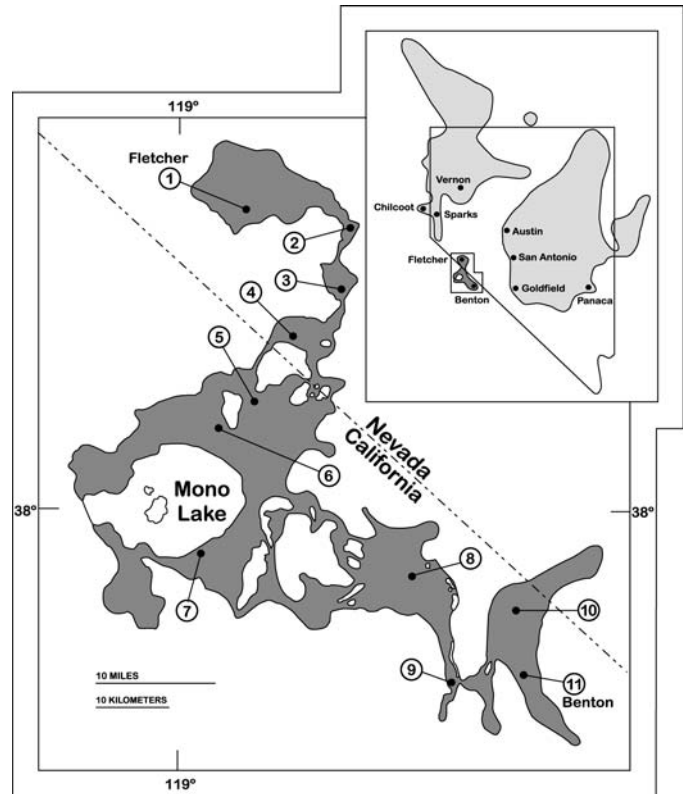 119°
Fletcher
1
2
3
4
5
6
Mono
Lake
Nevada
California
38°
38°
7
8
9
10
11
Benton
10 MILES
10 KILOMETERS
119°
Vernon
Chilcoot
Sparks
Austin
Fletcher
San Antonio
Benton
Goldfield
Panaca